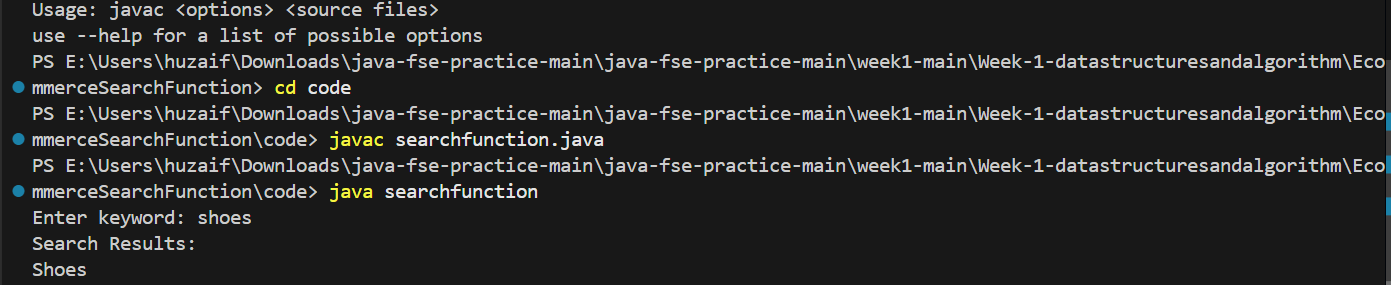 Usage: javac <options> <source files>
use --help for a list of possible options
PS E:\Users\huzaif\Downloads\java-fse-practice-main\java-fse-practice-main\week1-main\Week-1-datastructuresandalgorithm\Eco
mmerceSearchFunction> cd code
PS E:\Users\huzaif\Downloads\java-fse-practice-main\java-fse-practice-main\week1-main\Week-1-datastructuresandalgorithm\Eco
mmerceSearchFunction\code> javac searchfunction.java
PS E:\Users\huzaif\Downloads\java-fse-practice-main\java-fse-practice-main\week1-main\Week-1-datastructuresandalgorithm\Eco
mmerceSearchFunction\code> java searchfunction
Enter keyword: shoes
Search Results:
Shoes